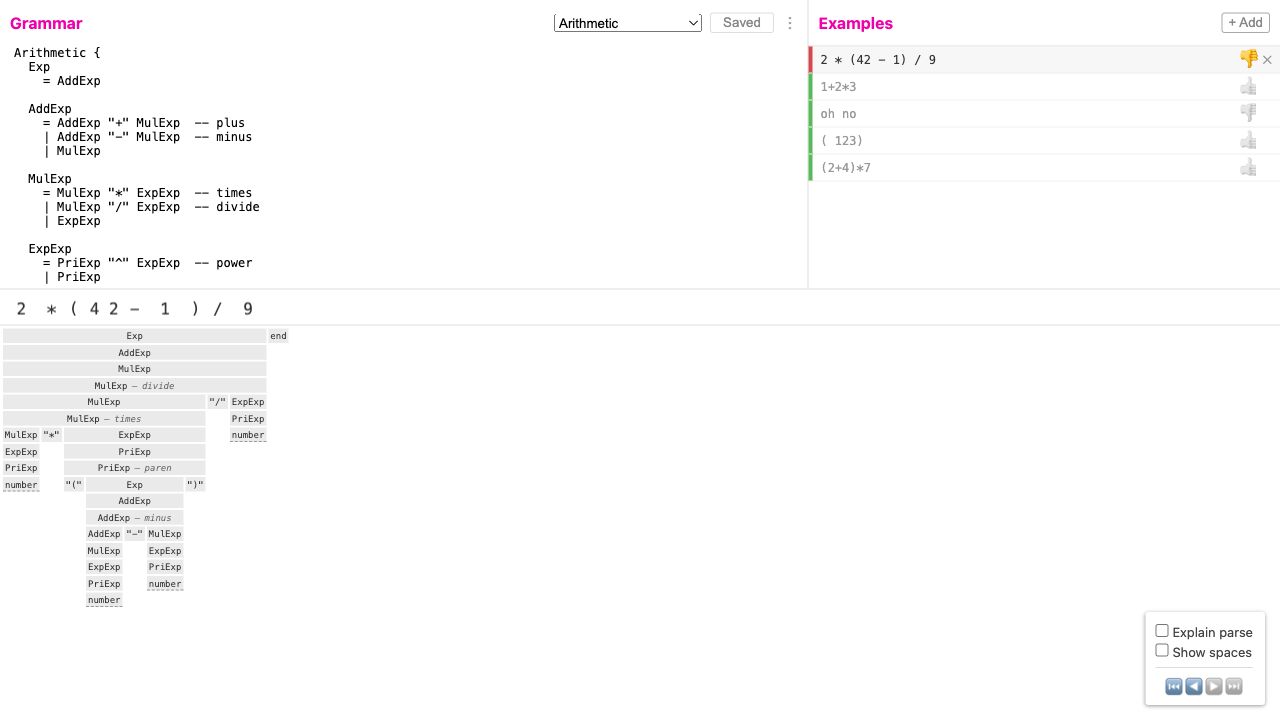 Grammar
Arithmetic
Saved
⋮
Arithmetic {
  Exp
    = AddExp

  AddExp
    = AddExp "+" MulExp  -- plus
    | AddExp "-" MulExp  -- minus
    | MulExp

  MulExp
    = MulExp "*" ExpExp  -- times
    | MulExp "/" ExpExp  -- divide
    | ExpExp

  ExpExp
    = PriExp "^" ExpExp  -- power
    | PriExp
Examples
+ Add
2 * (42 - 1) / 9 👎 ×
1+2*3 👍
oh no 👎
( 123) 👍
(2+4)*7 👍
2 * ( 4 2 - 1 ) / 9
Exp end
AddExp
MulExp
MulExp – divide
MulExp "/" ExpExp
MulExp – times PriExp
MulExp "*" ExpExp number
ExpExp PriExp
PriExp PriExp – paren
number "(" Exp ")"
AddExp
AddExp – minus
AddExp "-" MulExp
MulExp ExpExp
ExpExp PriExp
PriExp number
number
Explain parse
Show spaces
⏮ ◀ ▶ ⏭